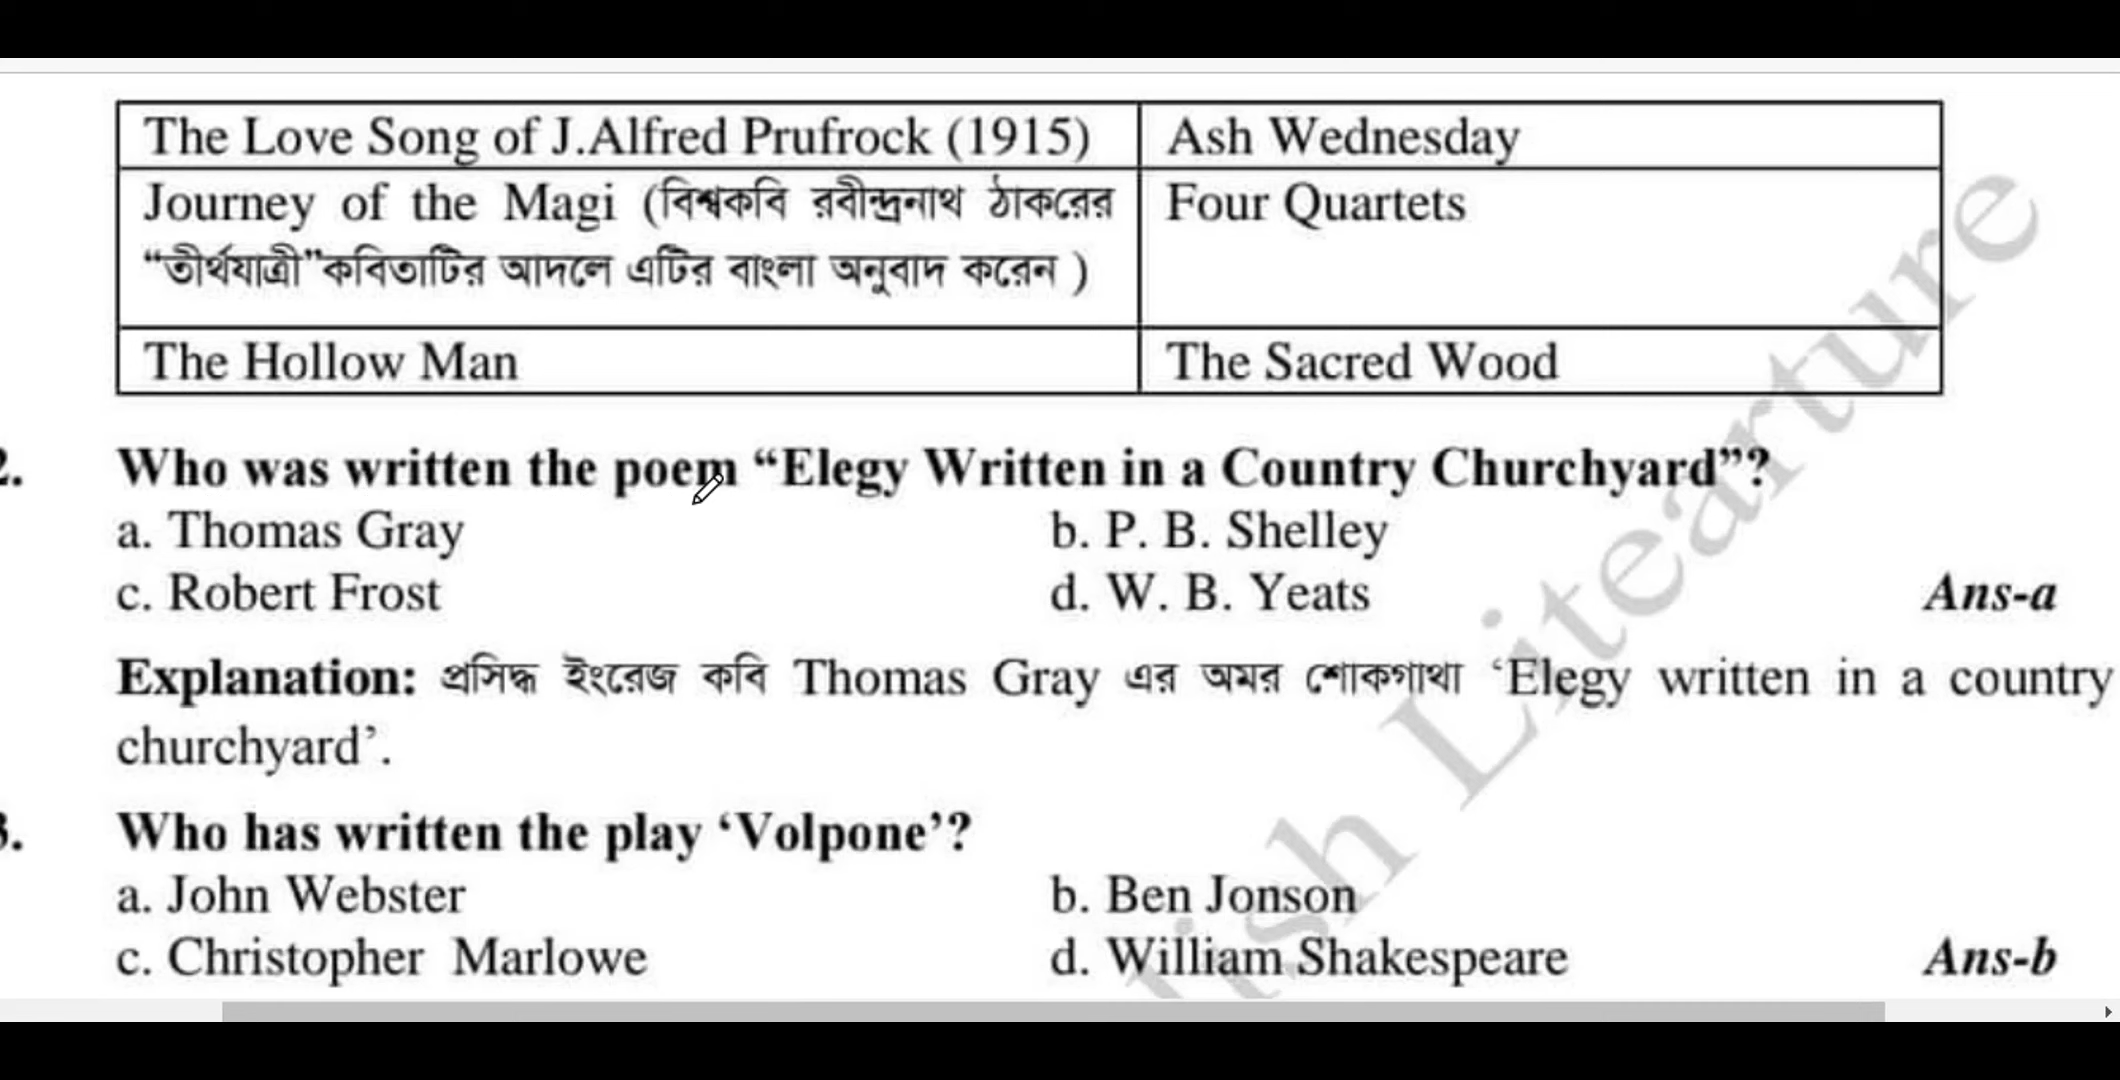 The Love Song of J.Alfred Prufrock (1915) Ash Wednesday
Journey of the Magi (বিশ্বকবি রবীন্দ্রনাথ ঠাকরের Four Quartets
“তীর্থযাত্রী”কবিতাটির আদলে এটির বাংলা অনুবাদ করেন )
The Hollow Man The Sacred Wood
Who was written the poem “Elegy Written in a Country Churchyard”?
a. Thomas Gray b. P. B. Shelley
c. Robert Frost d. W. B. Yeats Ans-a
Explanation: প্রসিদ্ধ ইংরেজ কবি Thomas Gray এর অমর শোকগাথা ‘Elegy written in a country
churchyard’.
Who has written the play ‘Volpone’?
a. John Webster b. Ben Jonson
c. Christopher Marlowe d. William Shakespeare Ans-b
lish Litearture